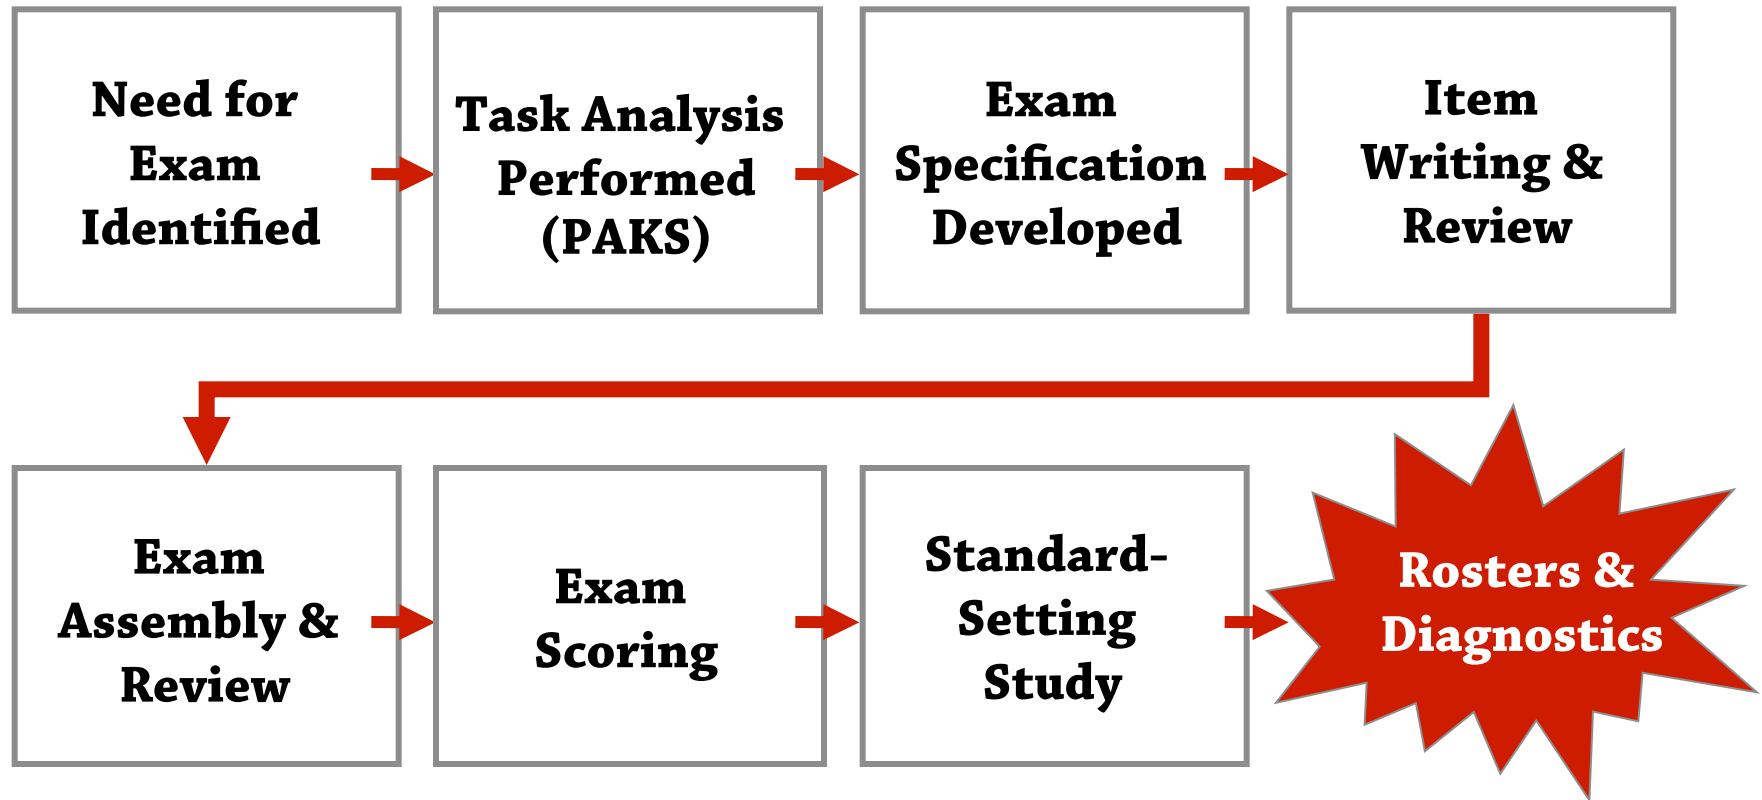 Need for
Exam
Identified
Task Analysis
Performed
(PAKS)
Exam
Specification
Developed
Item
Writing &
Review
Exam
Assembly &
Review
Exam
Scoring
Standard-
Setting
Study
Rosters &
Diagnostics